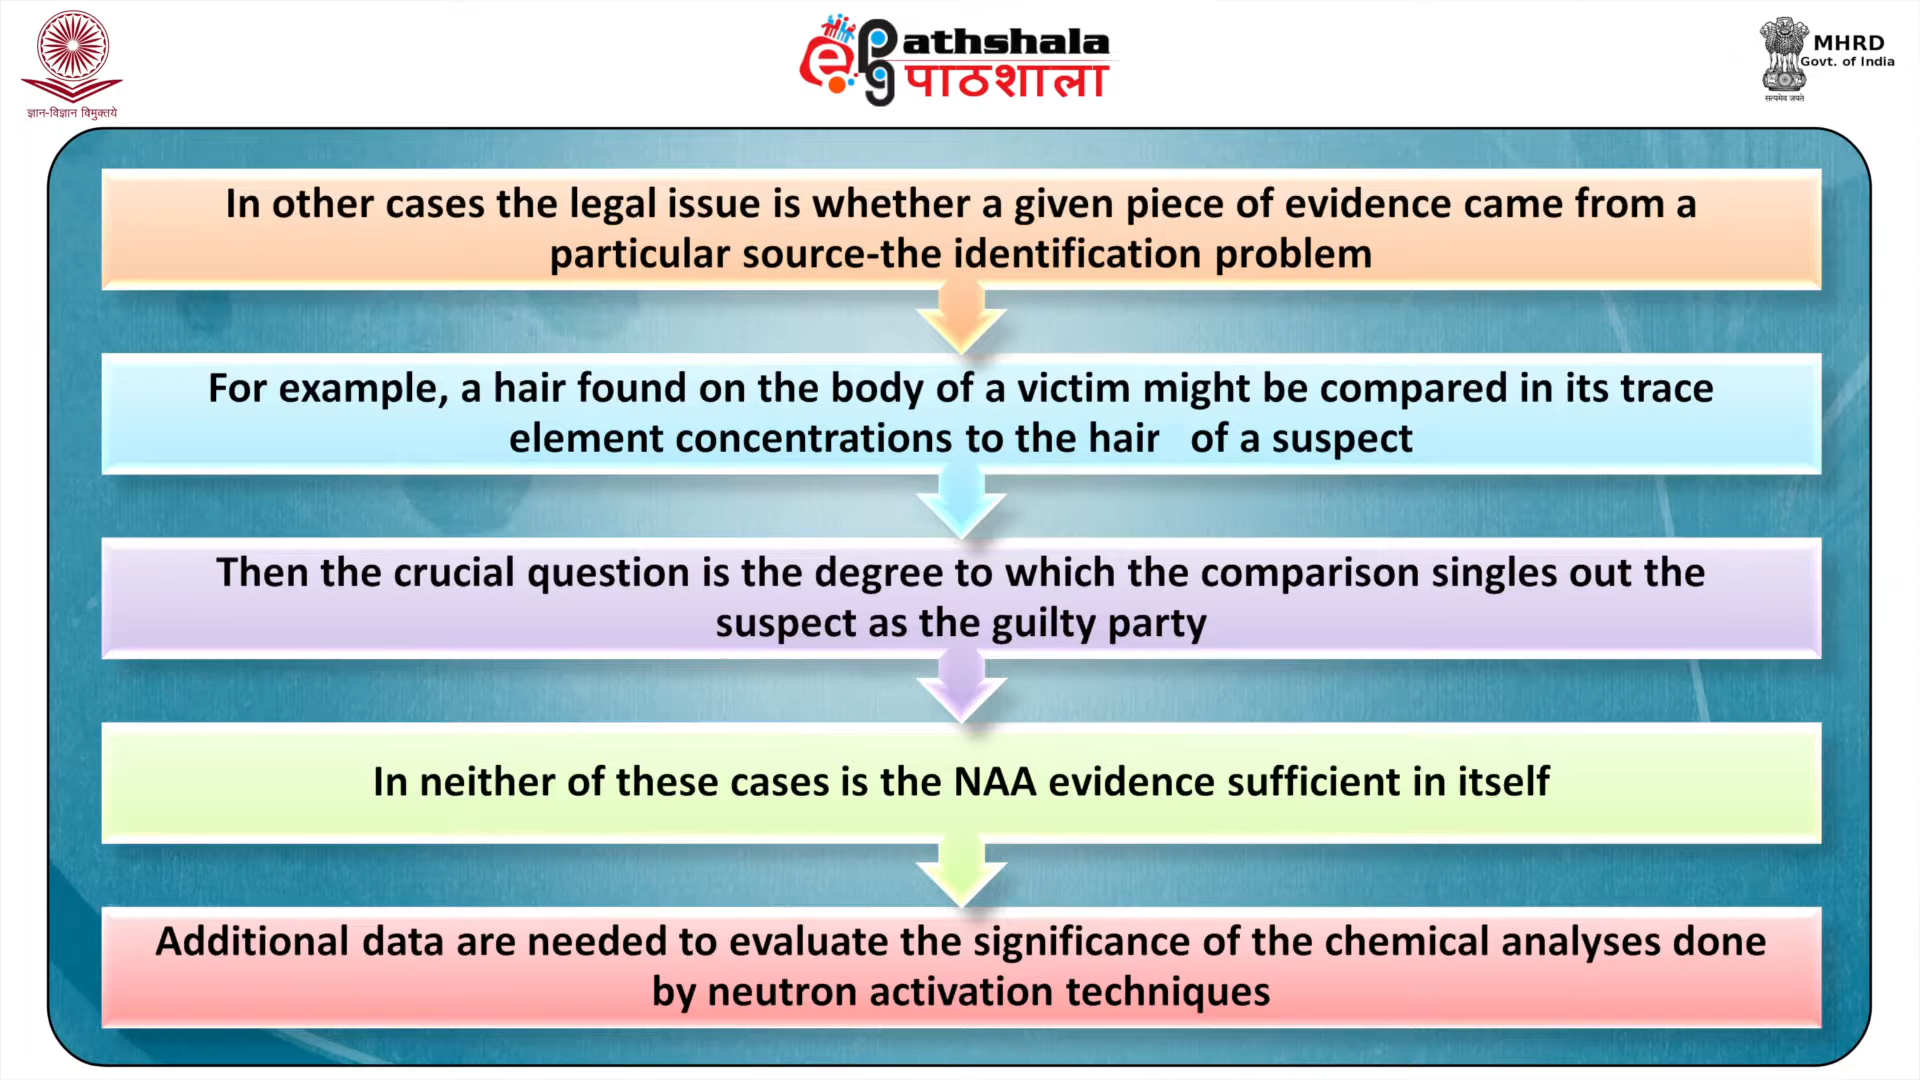 ज्ञान-विज्ञान विमुक्तये
epg Pathshala
पाठशाला
MHRD
Govt. of India
सत्यमेव जयते
In other cases the legal issue is whether a given piece of evidence came from a
particular source-the identification problem
For example, a hair found on the body of a victim might be compared in its trace
element concentrations to the hair of a suspect
Then the crucial question is the degree to which the comparison singles out the
suspect as the guilty party
In neither of these cases is the NAA evidence sufficient in itself
Additional data are needed to evaluate the significance of the chemical analyses done
by neutron activation techniques